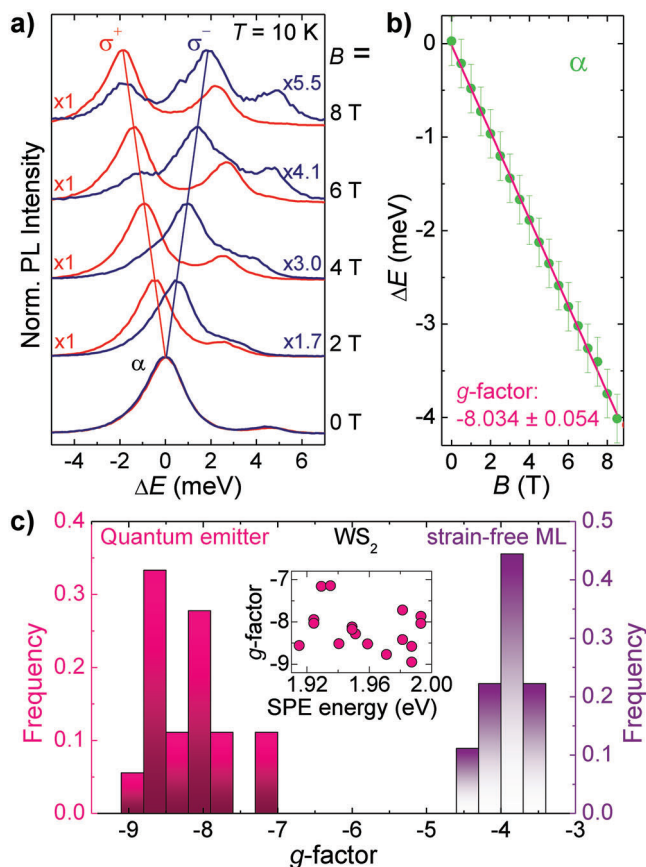 a)
σ⁺ σ⁻ T = 10 K B =
x1 x5.5
8 T
x1 x4.1
6 T
x1 x3.0
4 T
x1 x1.7
2 T
α
0 T
Norm. PL Intensity
-4 -2 0 2 4 6
ΔE (meV)
b)
α
0
-1
-2
-3
-4
ΔE (meV)
g-factor:
-8.034 ± 0.054
0 2 4 6 8
B (T)
c)
0.4 0.5
Quantum emitter WS₂ strain-free ML
0.3 0.4
0.2 0.3
0.1 0.2
0.0 0.1
0.0
Frequency
Frequency
-7
-8
-9
g-factor
1.92 1.96 2.00
SPE energy (eV)
-9 -8 -7 -6 -5 -4 -3
g-factor